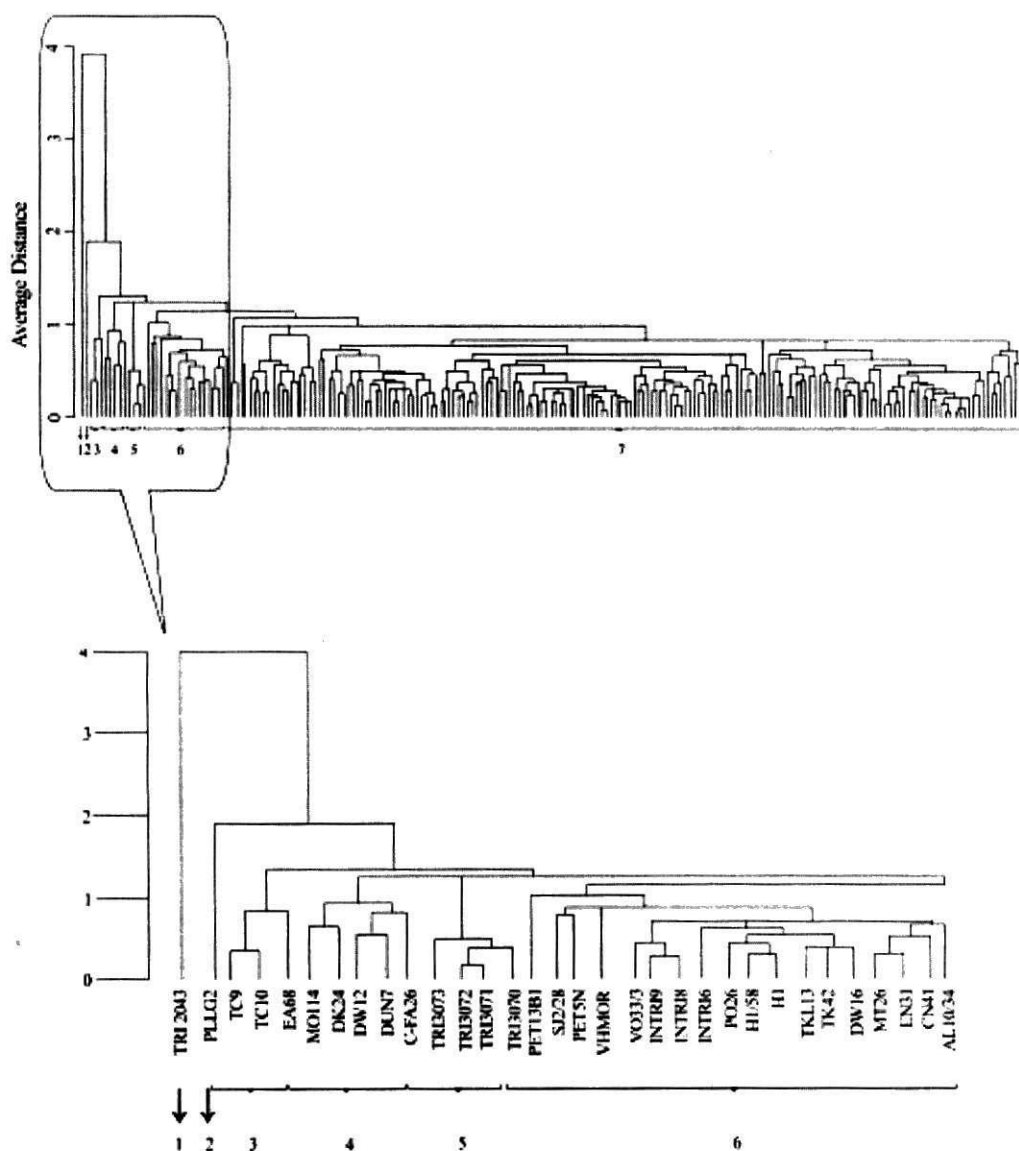 Average Distance
4
3
2
1
0
1 2 3 4 5 6 7
4
3
2
1
0
TRI 2043
PLLG2
TC9
TC10
EA68
MO114
DK24
DW12
DUN7
C-FA26
TRI3073
TRI3072
TRI3071
TRI3070
PET13B1
SJ2/28
PET5N
VHMOR
VO33/3
INTRI9
INTRI8
INTRI6
PO26
H1/58
H1
TKL13
TK42
DW16
MT26
LN31
CN41
AL10/34
1 2 3 4 5 6